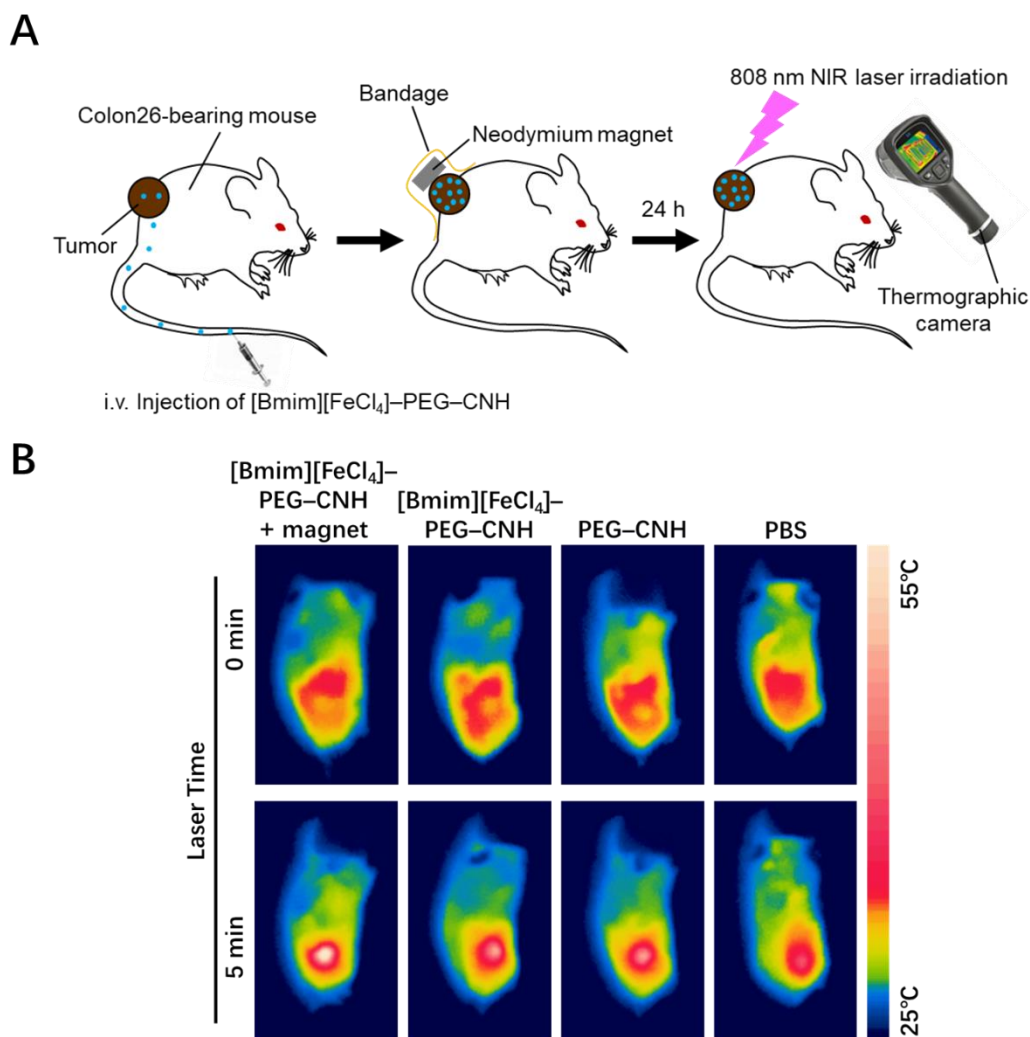 A
808 nm NIR laser irradiation
Bandage
Colon26-bearing mouse
Neodymium magnet
24 h
Tumor
Thermographic
camera
i.v. Injection of [Bmim][FeCl₄]–PEG–CNH
B
[Bmim][FeCl₄]–
PEG–CNH
+ magnet
[Bmim][FeCl₄]–
PEG–CNH
PEG–CNH
PBS
Laser Time
0 min
5 min
55℃
25℃